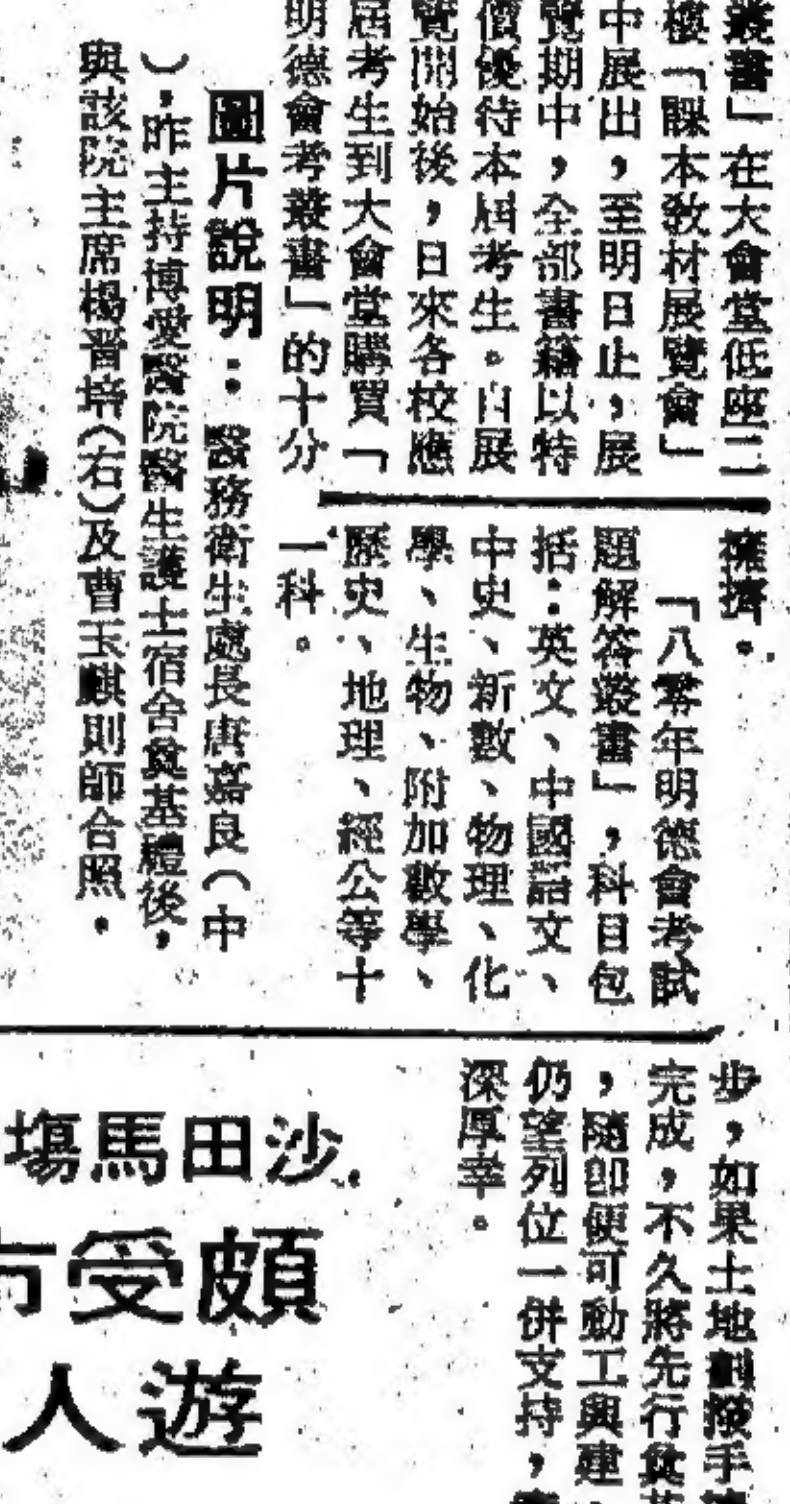 叢書」在大會堂低座二
樓「課本教材展覽會」
中展出，至明日止，展
覽期中，全部書籍以特
價優待本屆考生。自展
覽開始後，日來各校應
屆考生到大會堂購買「
明德會考叢書」的十分
擁擠。
「八零年明德會考試
題解答叢書」，科目包
括：英文、中國語文、
中史、新數、物理、化
學、生物、附加數學、
歷史、地理、經公等十
一科。
圖片說明：醫務衛生處長唐嘉良（中
），昨主持博愛醫院醫生護士宿舍奠基禮後，
與該院主席楊晉培（右）及曹玉麒則師合照。
步，如果土地劃撥手
完成，不久將先行奠基
，隨即便可動工興建
仍望列位一併支持，
深厚幸。
沙田馬塲
頗受市
遊人